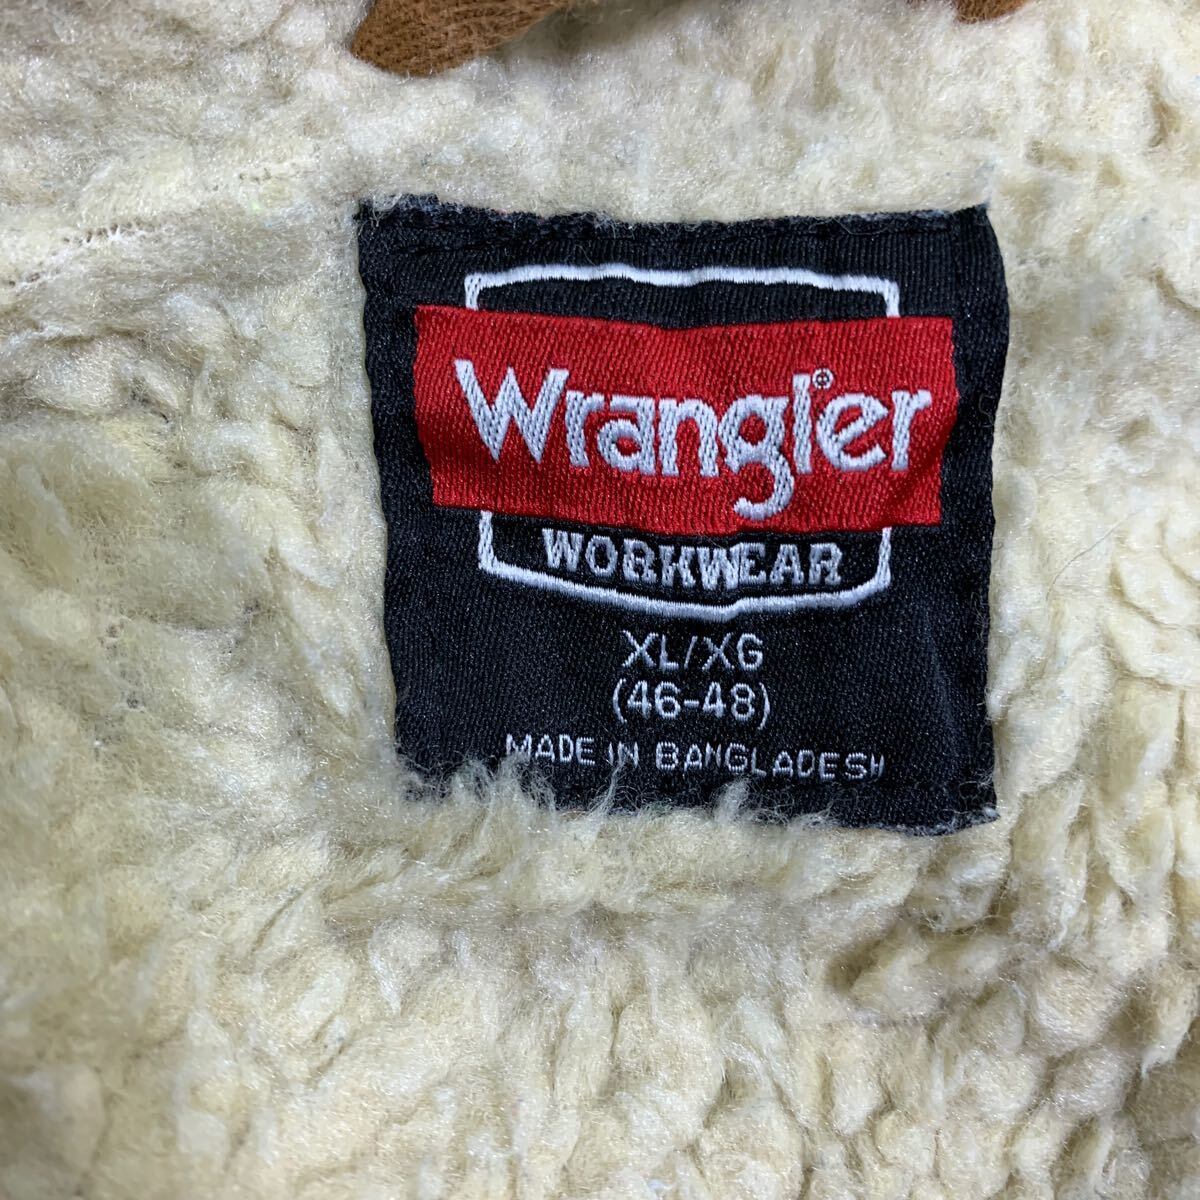 Wrangler®
WORKWEAR
XL/XG
(46-48)
MADE IN BANGLADESH